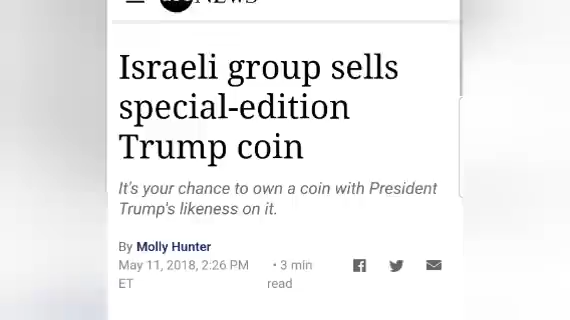 NEWS
Israeli group sells
special-edition
Trump coin
It's your chance to own a coin with President
Trump's likeness on it.
By Molly Hunter
May 11, 2018, 2:26 PM • 3 min
ET read